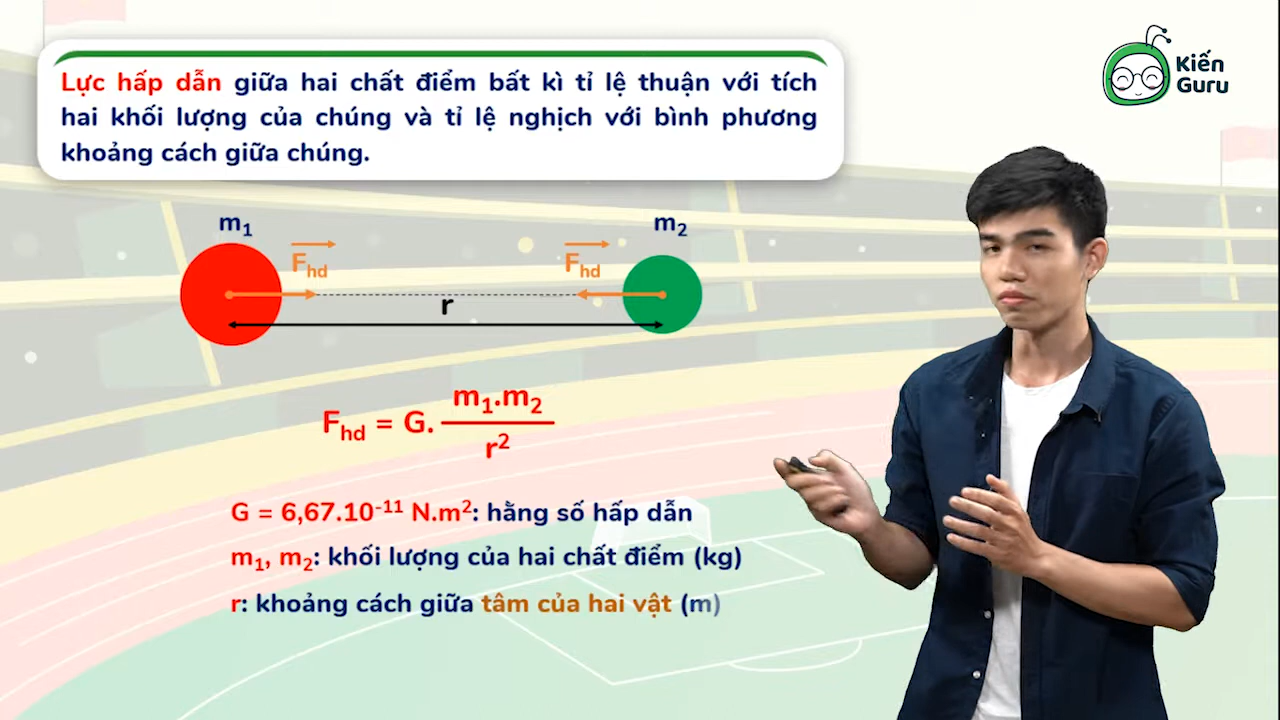 Lực hấp dẫn giữa hai chất điểm bất kì tỉ lệ thuận với tích
hai khối lượng của chúng và tỉ lệ nghịch với bình phương
khoảng cách giữa chúng.
Kiến
Guru
m₁
m₂
F_hd
F_hd
r
F_hd = G. m₁.m₂ / r²
G = 6,67.10⁻¹¹ N.m²: hằng số hấp dẫn
m₁, m₂: khối lượng của hai chất điểm (kg)
r: khoảng cách giữa tâm của hai vật (m)